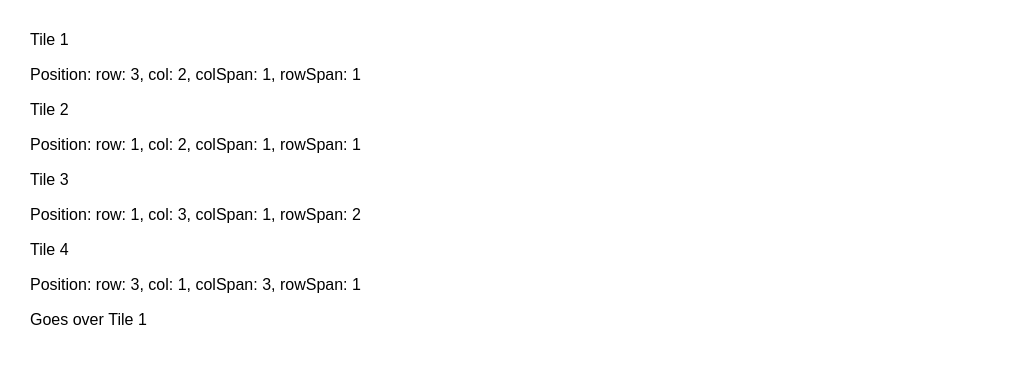 Tile 1
Position: row: 3, col: 2, colSpan: 1, rowSpan: 1
Tile 2
Position: row: 1, col: 2, colSpan: 1, rowSpan: 1
Tile 3
Position: row: 1, col: 3, colSpan: 1, rowSpan: 2
Tile 4
Position: row: 3, col: 1, colSpan: 3, rowSpan: 1
Goes over Tile 1